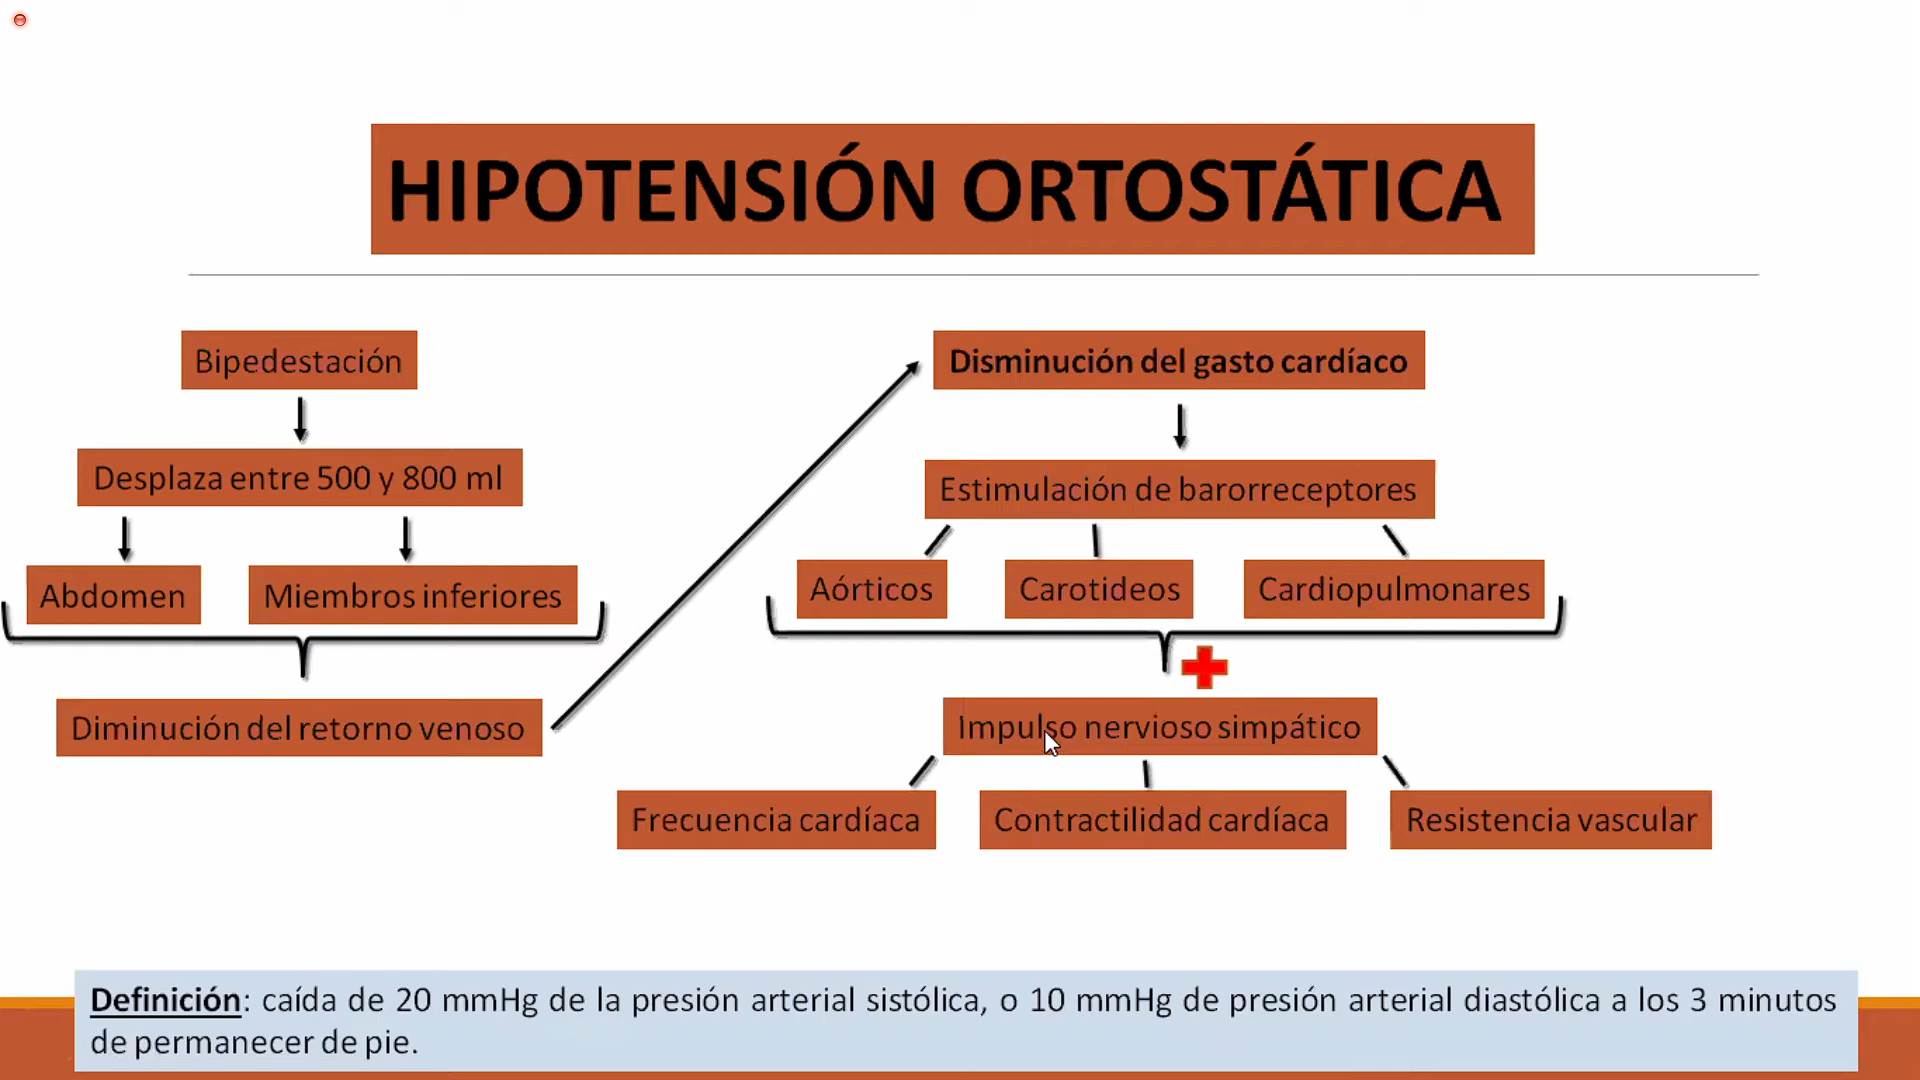 HIPOTENSIÓN ORTOSTÁTICA
Bipedestación
Desplaza entre 500 y 800 ml
Abdomen
Miembros inferiores
Diminución del retorno venoso
Disminución del gasto cardíaco
Estimulación de barorreceptores
Aórticos
Carotideos
Cardiopulmonares
Impulso nervioso simpático
Frecuencia cardíaca
Contractilidad cardíaca
Resistencia vascular
Definición: caída de 20 mmHg de la presión arterial sistólica, o 10 mmHg de presión arterial diastólica a los 3 minutos
de permanecer de pie.